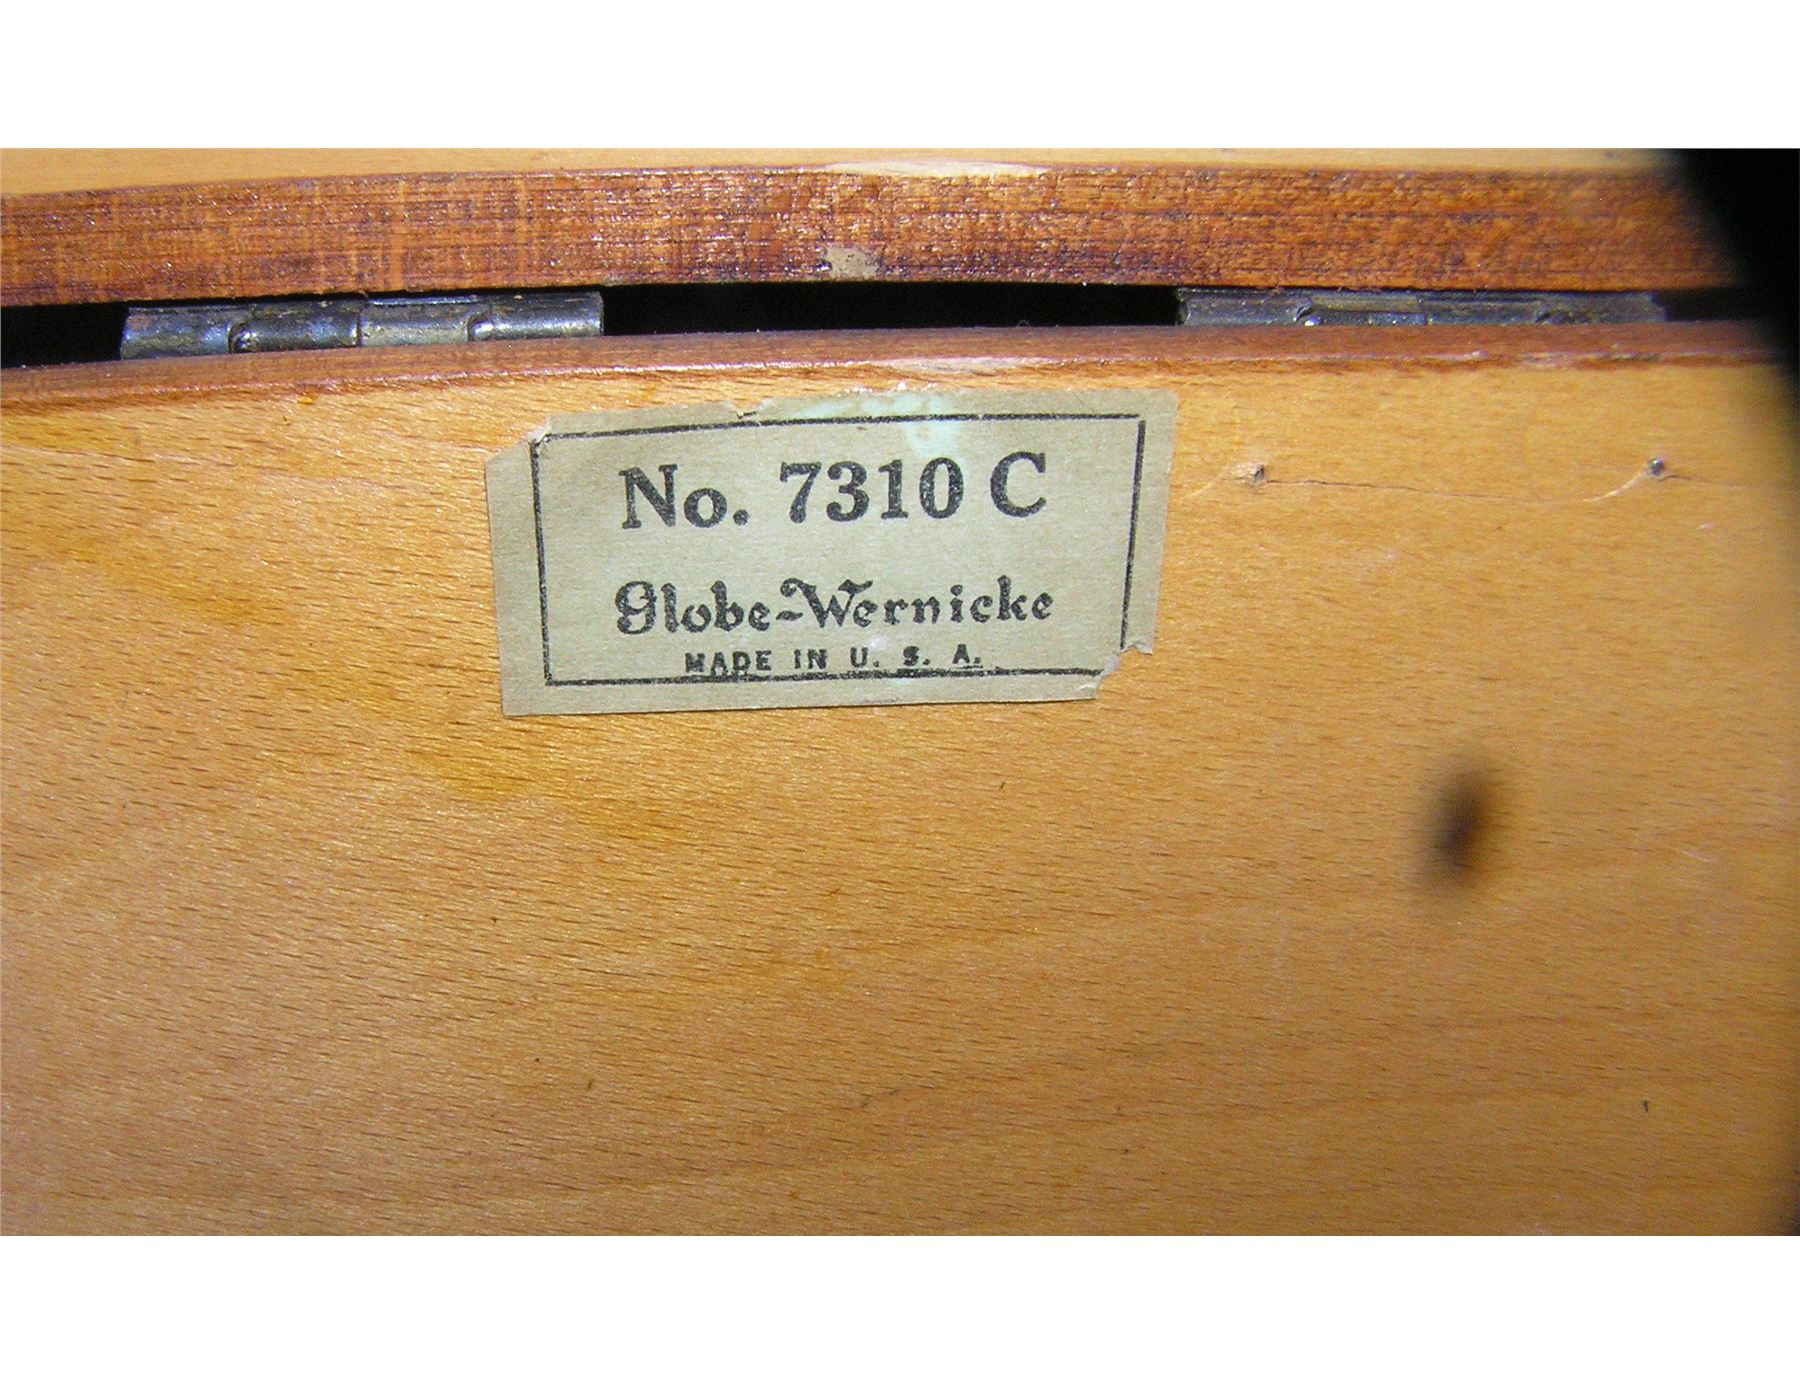 No. 7310 C
Globe-Wernicke
MADE IN U. S. A.